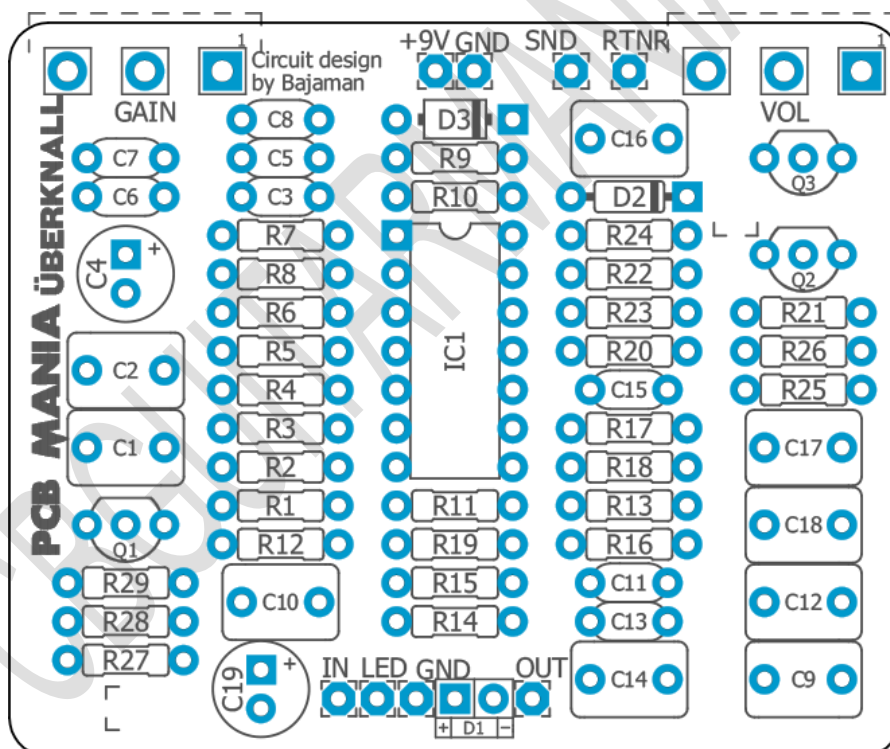 1
1
+9V GND SND RTNR
Circuit design
by Bajaman
GAIN
VOL
D3
C8
C16
C7
C5
R9
Q3
C6
C3
R10
D2
R7
R24
+
C4
R8
R22
Q2
R6
R23
R21
IC1
R5
R20
R26
C2
R4
C15
R25
R3
R17
C1
C17
R2
R18
R1
R11
R13
Q1
C18
R12
R19
R16
R29
R15
C11
C10
C12
R28
R14
C13
R27
+
C19
IN LED GND OUT
C14
C9
+ D1 -
PCB MANIA ÜBERKNALL